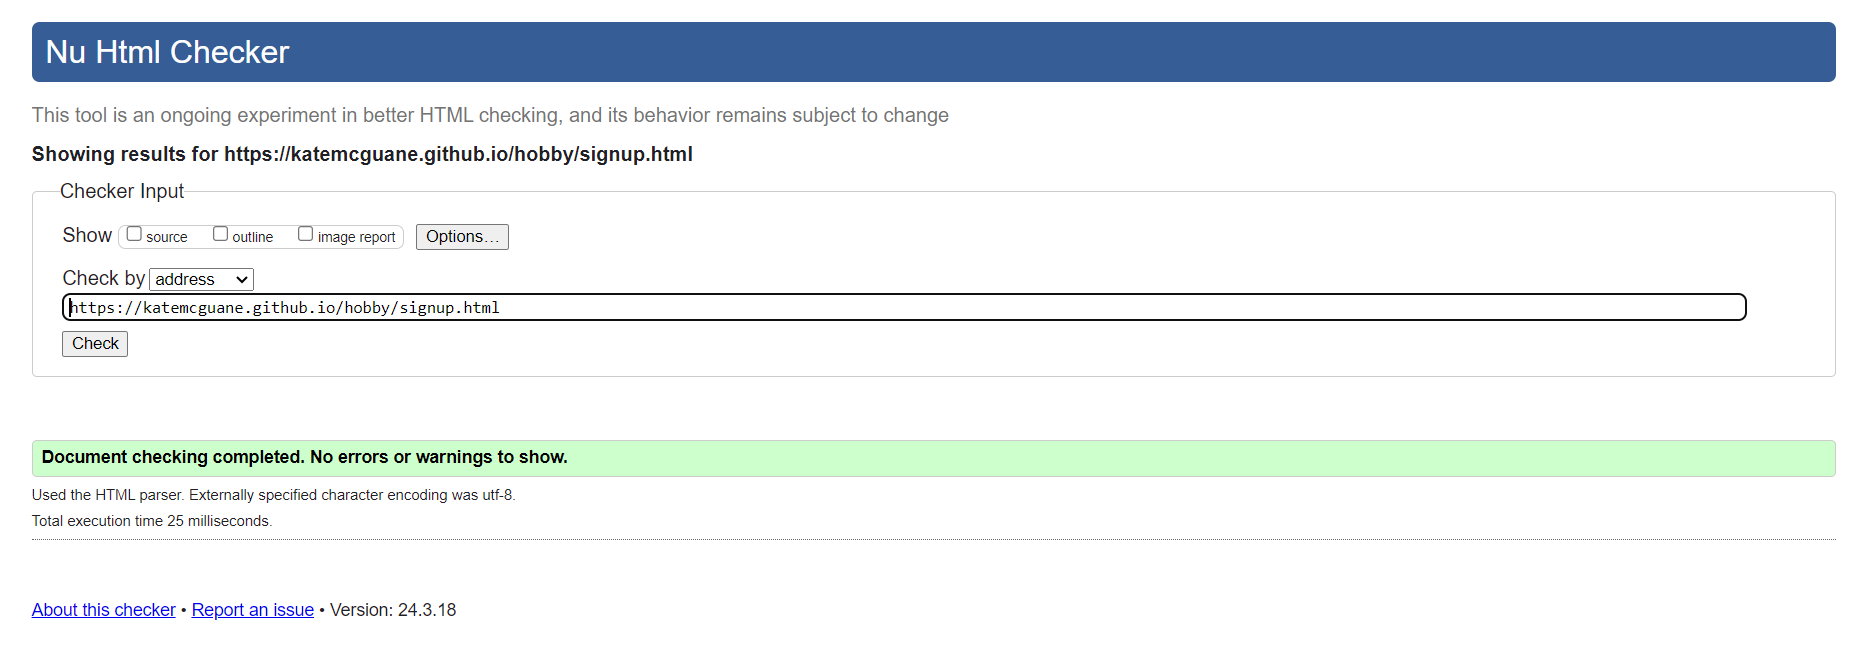 Nu Html Checker
This tool is an ongoing experiment in better HTML checking, and its behavior remains subject to change
Showing results for https://katemcguane.github.io/hobby/signup.html
Checker Input
Show source outline image report Options...
Check by address
https://katemcguane.github.io/hobby/signup.html
Check
Document checking completed. No errors or warnings to show.
Used the HTML parser. Externally specified character encoding was utf-8.
Total execution time 25 milliseconds.
About this checker • Report an issue • Version: 24.3.18